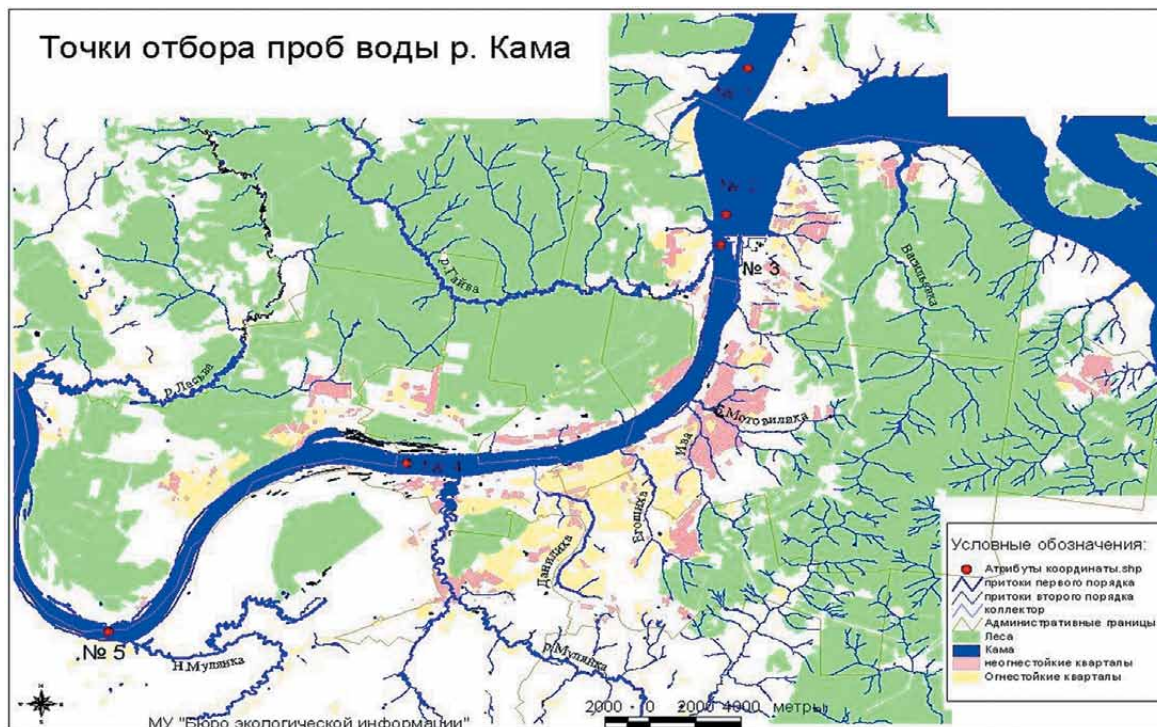 Точки отбора проб воды р. Кама
р.Гайва
№ 3
Васильевка
р.Ласьва
Мотовилиха
Ива
Егошиха
Данилиха
№ 5
Н.Мулянка
р.Мулянка
Условные обозначения:
Атрибуты координаты.shp
притоки первого порядка
притоки второго порядка
коллектор
Административные границы
Леса
Кама
неогнестойкие кварталы
Огнестойкие кварталы
2000 0 2000 4000 метры
МУ "Бюро экологической информации"